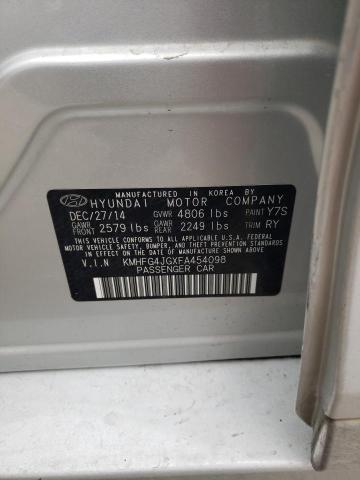 MANUFACTURED IN KOREA BY
HYUNDAI MOTOR COMPANY
DEC/27/14 GVWR 4806 lbs PAINT Y7S
GAWR FRONT 2579 lbs GAWR REAR 2249 lbs TRIM RY
THIS VEHICLE CONFORMS TO ALL APPLICABLE U.S.A. FEDERAL
MOTOR VEHICLE SAFETY, BUMPER, AND THEFT PREVENTION
STANDARDS IN EFFECT ON THE DATE OF MANUFACTURE SHOWN ABOVE.
V.I.N KMHFG4JGXFA454098
PASSENGER CAR